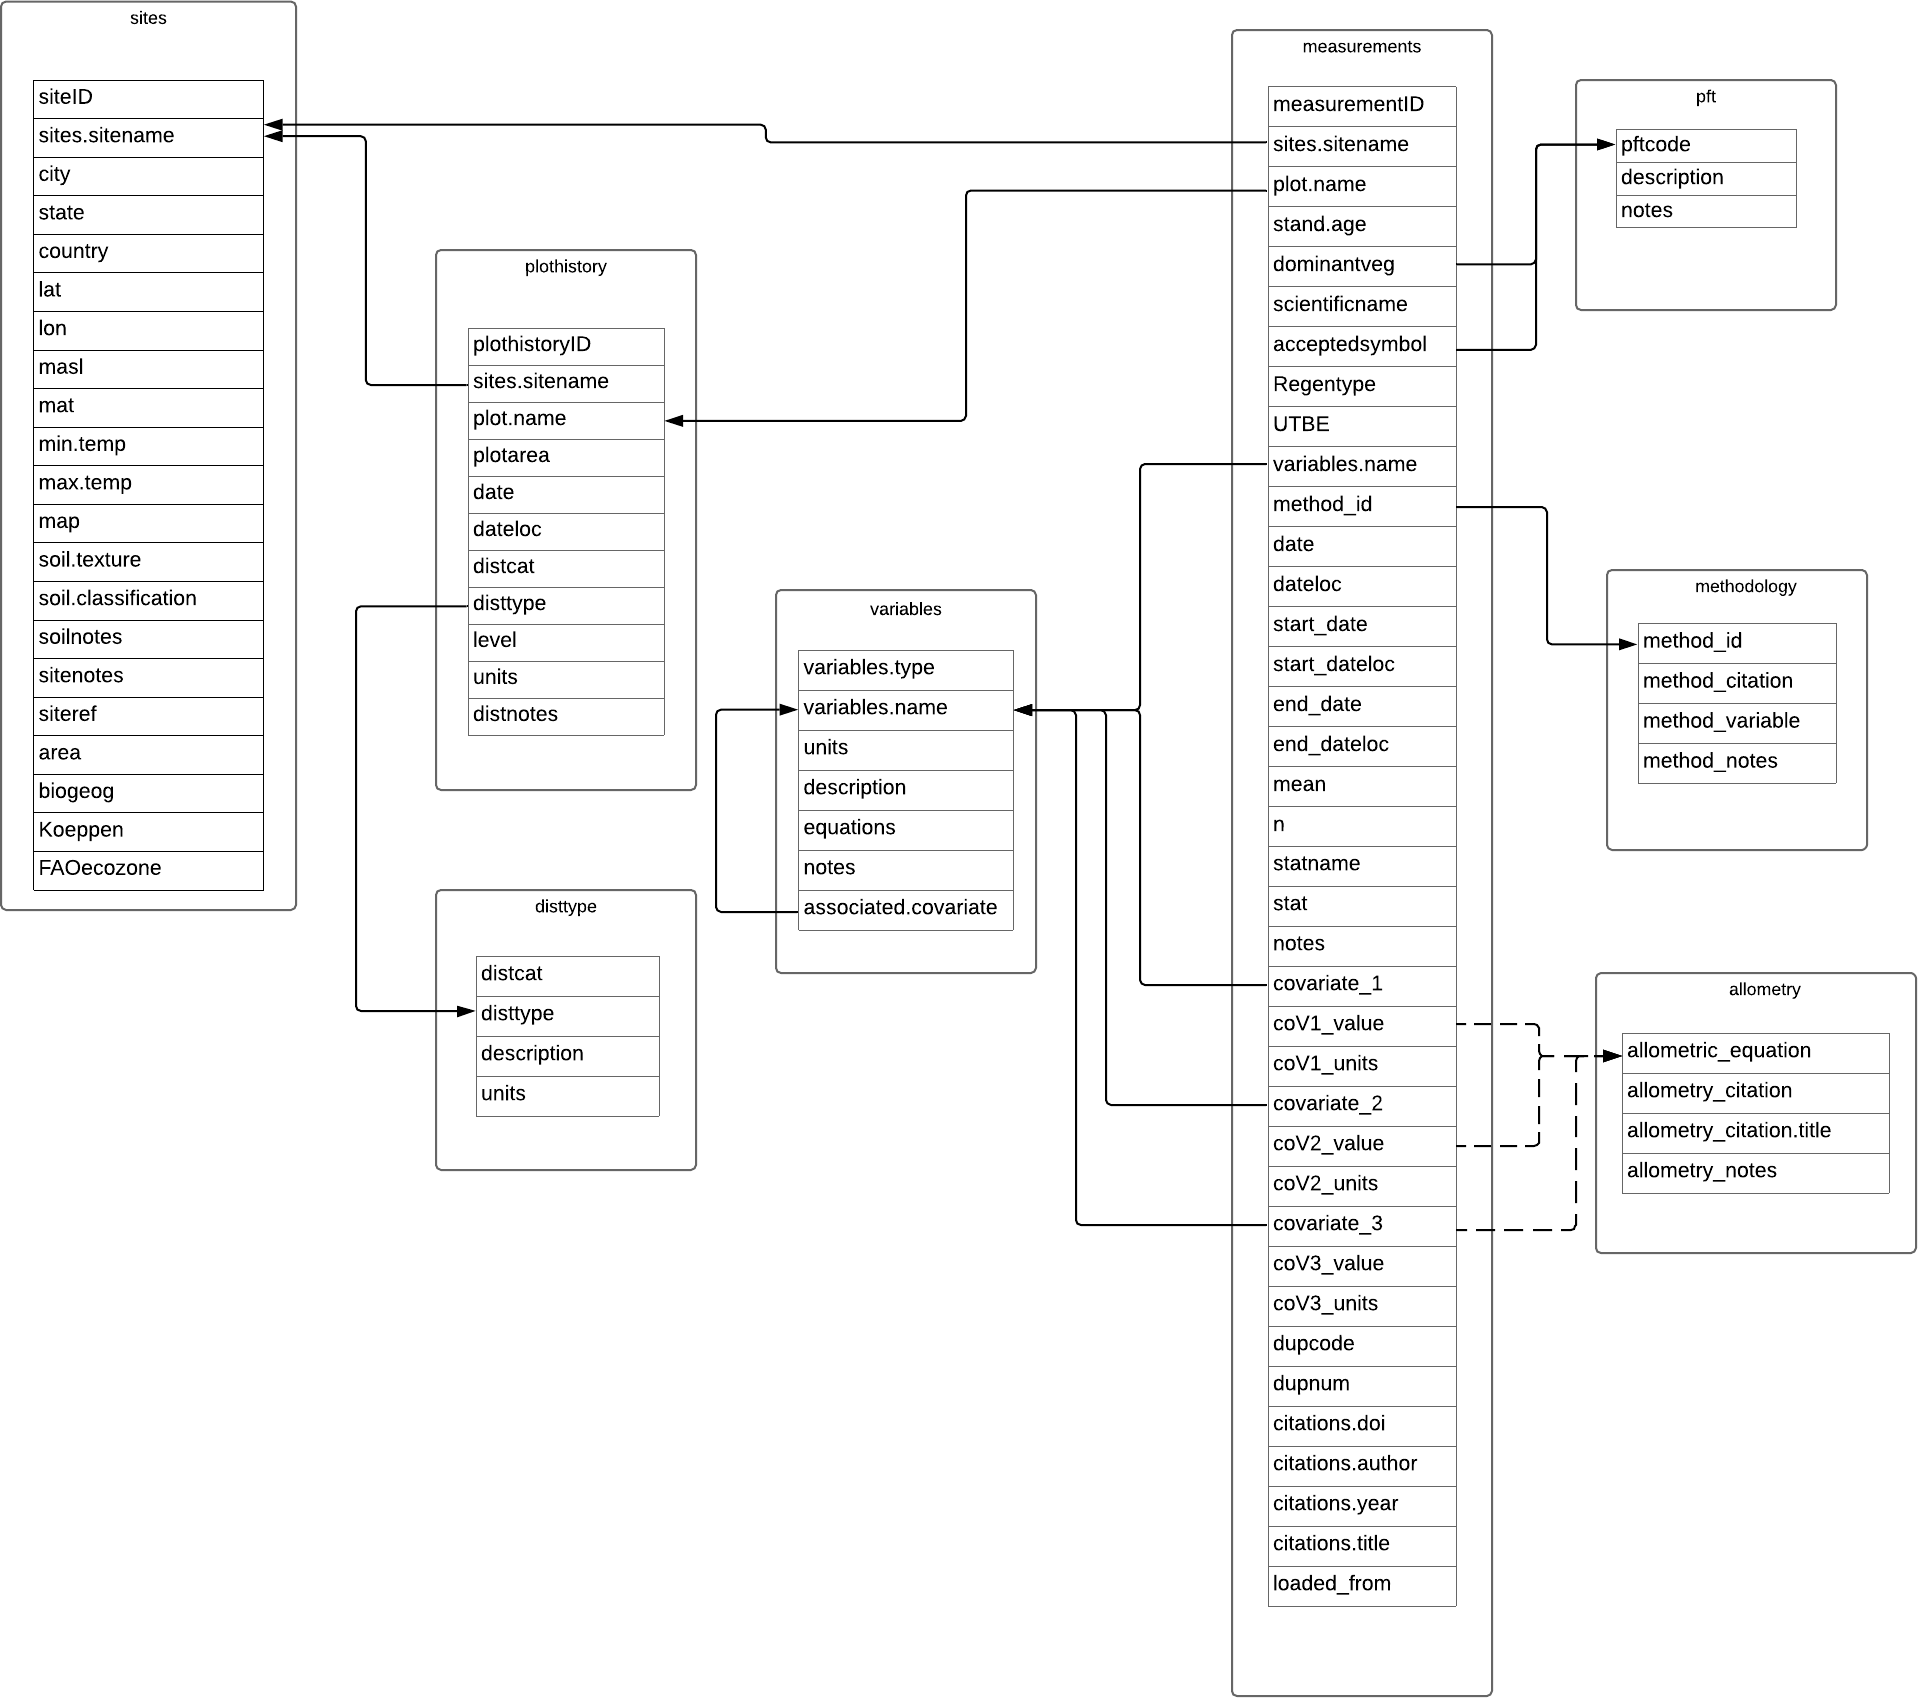 sites
siteID
sites.sitename
city
state
country
lat
lon
masl
mat
min.temp
max.temp
map
soil.texture
soil.classification
soilnotes
sitenotes
siteref
area
biogeog
Koeppen
FAOecozone
plothistory
plothistoryID
sites.sitename
plot.name
plotarea
date
dateloc
distcat
disttype
level
units
distnotes
disttype
distcat
disttype
description
units
variables
variables.type
variables.name
units
description
equations
notes
associated.covariate
measurements
measurementID
sites.sitename
plot.name
stand.age
dominantveg
scientificname
acceptedsymbol
Regentype
UTBE
variables.name
method_id
date
dateloc
start_date
start_dateloc
end_date
end_dateloc
mean
n
statname
stat
notes
covariate_1
coV1_value
coV1_units
covariate_2
coV2_value
coV2_units
covariate_3
coV3_value
coV3_units
dupcode
dupnum
citations.doi
citations.author
citations.year
citations.title
loaded_from
pft
pftcode
description
notes
methodology
method_id
method_citation
method_variable
method_notes
allometry
allometric_equation
allometry_citation
allometry_citation.title
allometry_notes